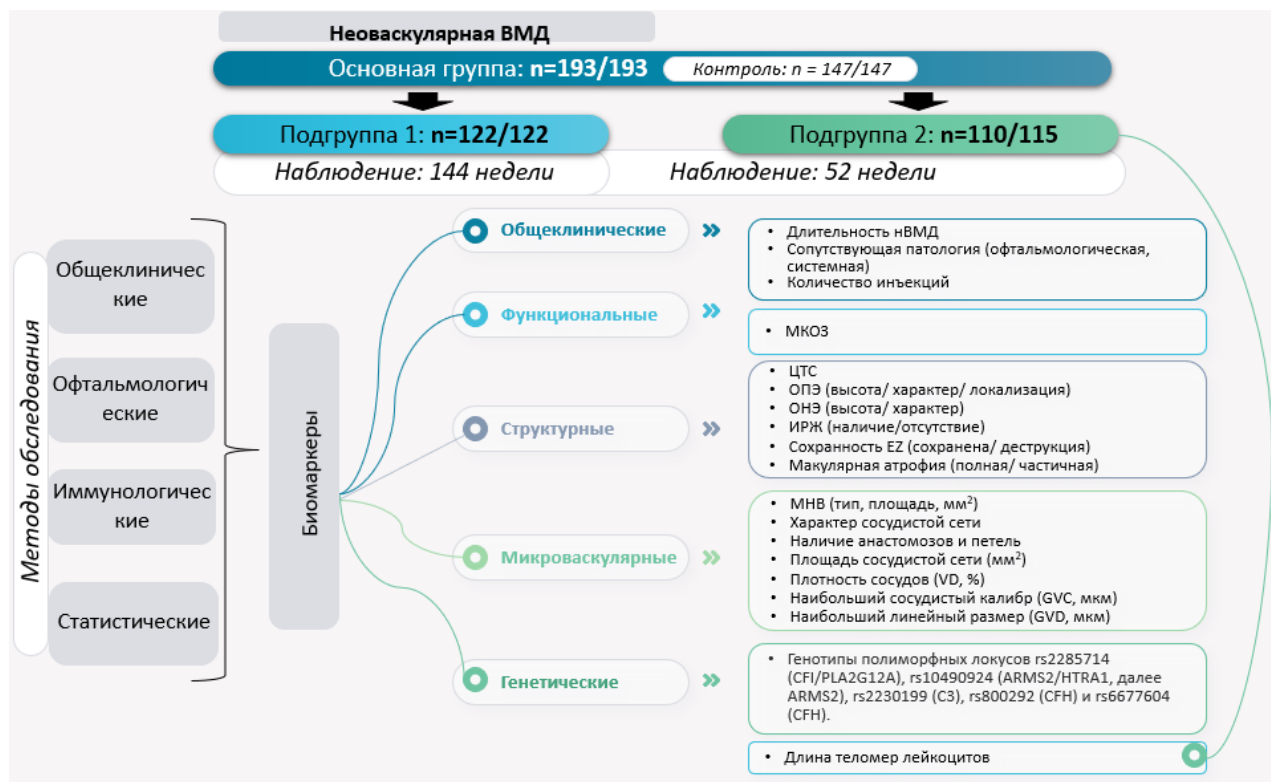 Неоваскулярная ВМД
Основная группа: n=193/193
Контроль: n = 147/147
Подгруппа 1: n=122/122
Подгруппа 2: n=110/115
Наблюдение: 144 недели
Наблюдение: 52 недели
Методы обследования
Общеклиничес
кие
Офтальмологич
еские
Иммунологичес
кие
Статистические
Биомаркеры
Общеклинические
»
• Длительность нВМД
• Сопутствующая патология (офтальмологическая,
системная)
• Количество инъекций
Функциональные
»
• МКОЗ
Структурные
»
• ЦТС
• ОПЭ (высота/ характер/ локализация)
• ОНЭ (высота/ характер)
• ИРЖ (наличие/отсутствие)
• Сохранность EZ (сохранена/ деструкция)
• Макулярная атрофия (полная/ частичная)
Микроваскулярные
»
• МНВ (тип, площадь, мм²)
• Характер сосудистой сети
• Наличие анастомозов и петель
• Площадь сосудистой сети (мм²)
• Плотность сосудов (VD, %)
• Наибольший сосудистый калибр (GVC, мкм)
• Наибольший линейный размер (GVD, мкм)
Генетические
»
• Генотипы полиморфных локусов rs2285714
(CFI/PLA2G12A), rs10490924 (ARMS2/HTRA1, далее
ARMS2), rs2230199 (C3), rs800292 (CFH) и rs6677604
(CFH).
• Длина теломер лейкоцитов